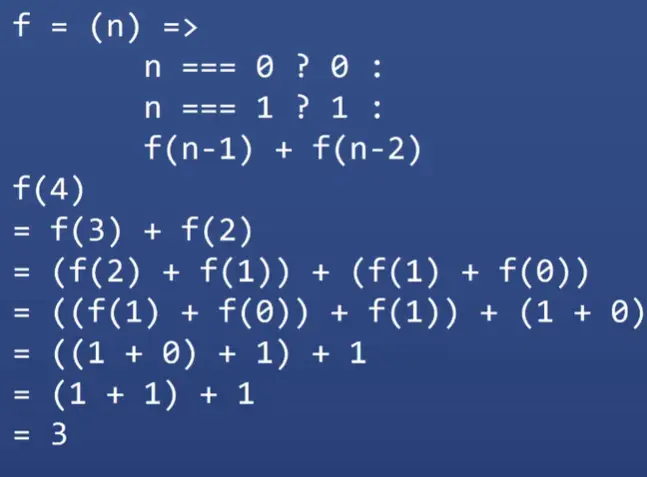 f = (n) =>
n === 0 ? 0 :
n === 1 ? 1 :
f(n-1) + f(n-2)
f(4)
= f(3) + f(2)
= (f(2) + f(1)) + (f(1) + f(0))
= ((f(1) + f(0)) + f(1)) + (1 + 0)
= ((1 + 0) + 1) + 1
= (1 + 1) + 1
= 3